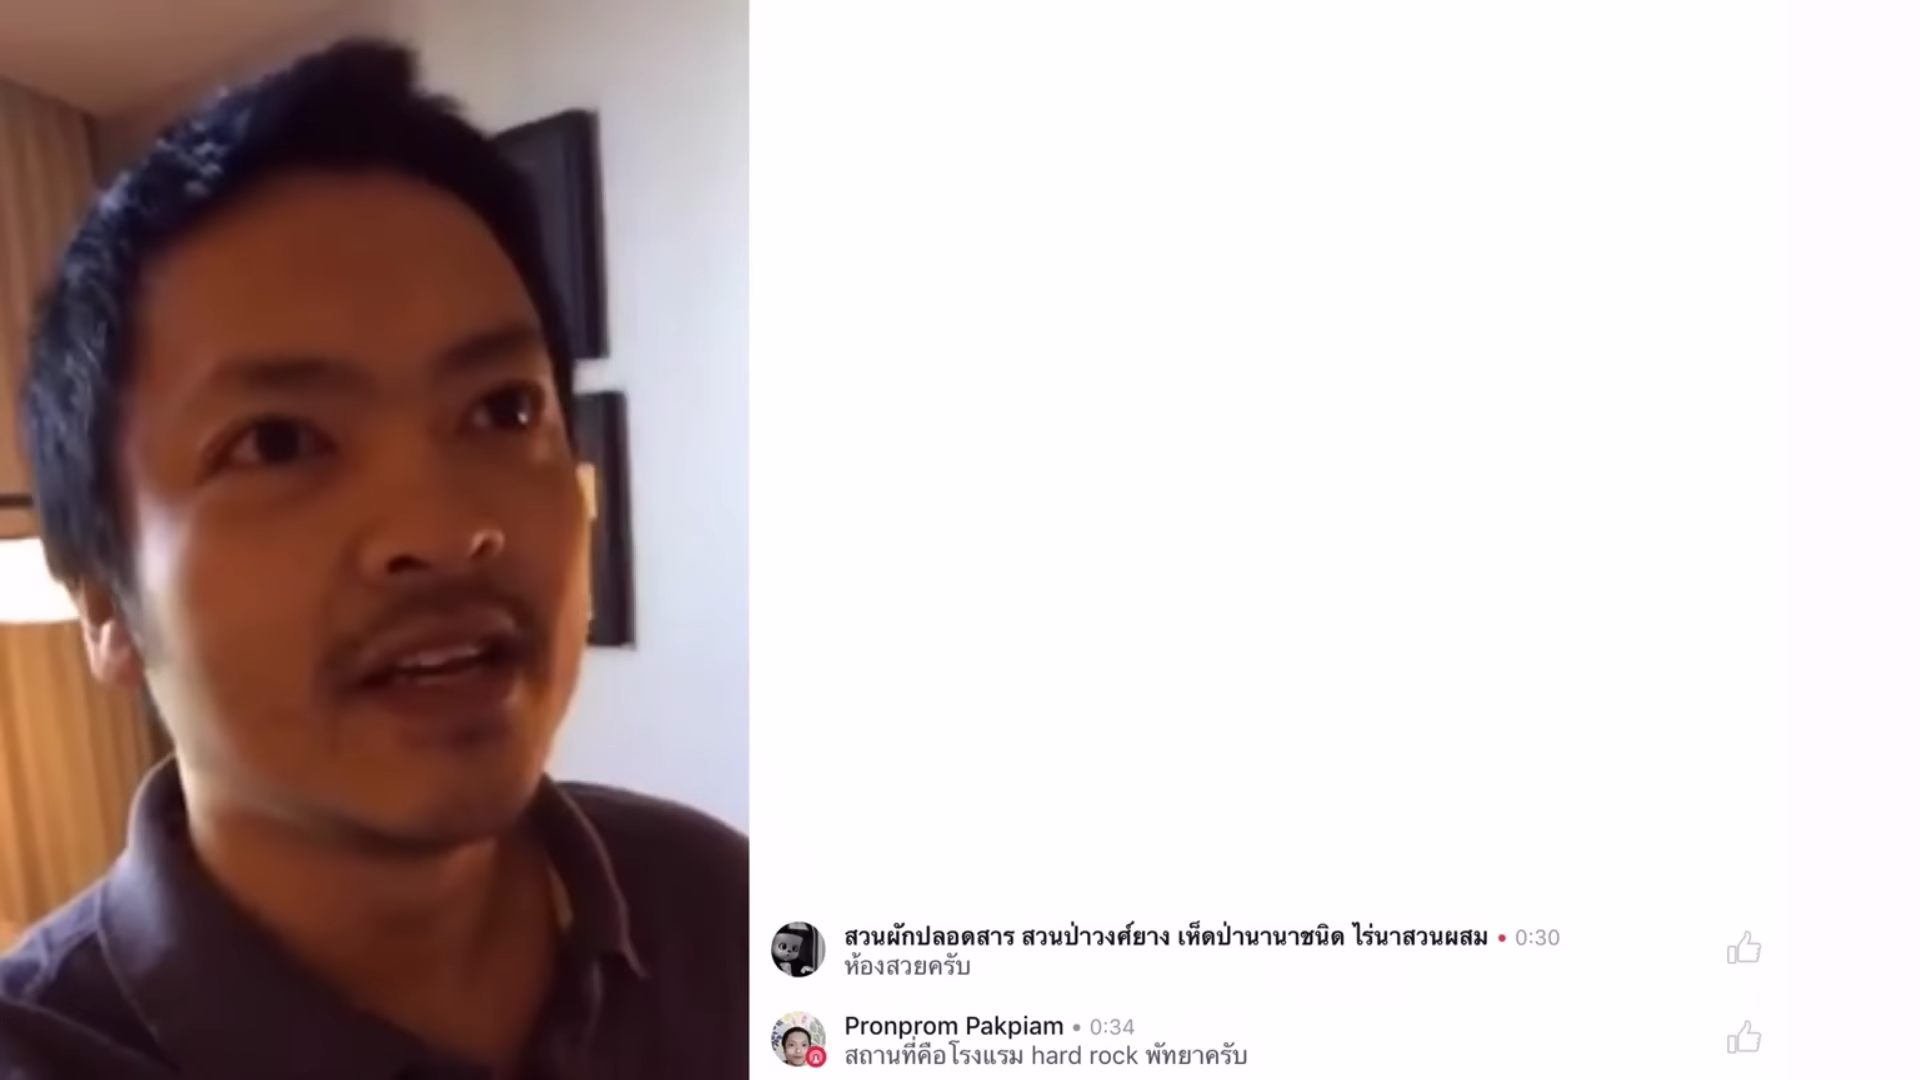 สวนผักปลอดสาร สวนป่าวงศ์ยาง เห็ดป่านานาชนิด ไร่นาสวนผสม • 0:30
ห้องสวยครับ
Pronprom Pakpiam • 0:34
สถานที่คือโรงแรม hard rock พัทยาครับ